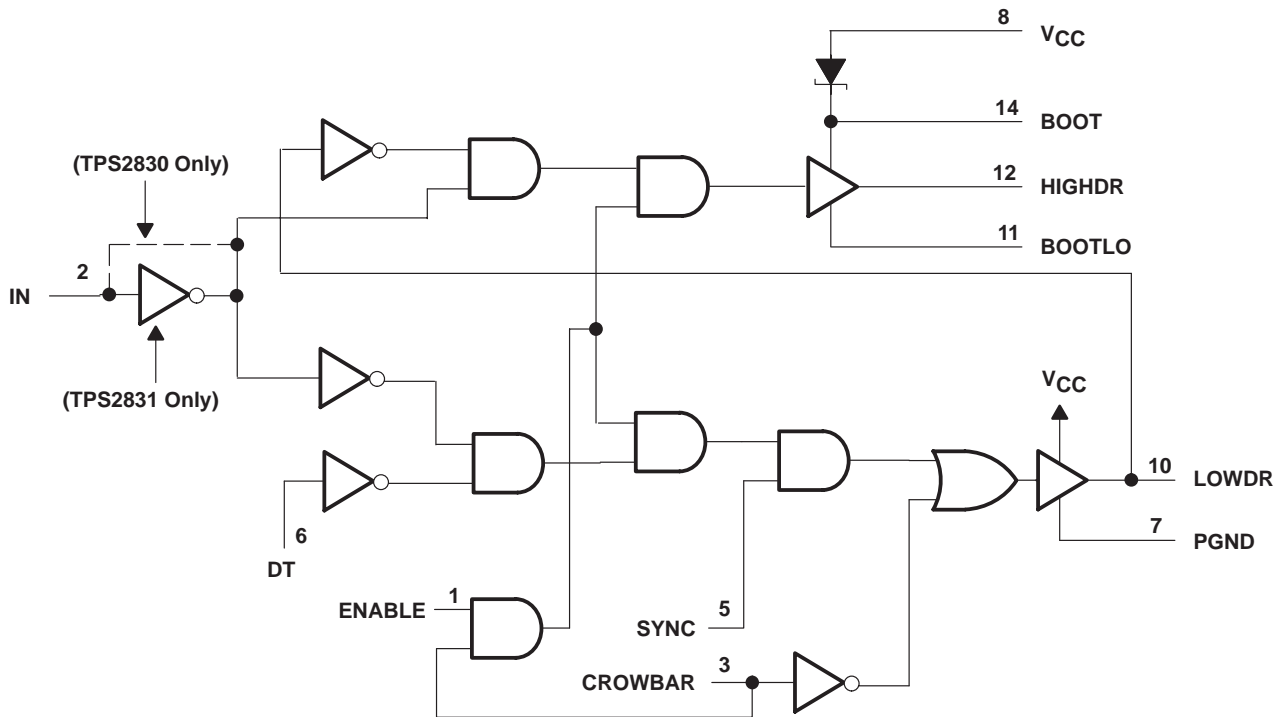 8 VCC
14 BOOT
(TPS2830 Only)
12 HIGHDR
11 BOOTLO
2
IN
(TPS2831 Only)
VCC
10 LOWDR
7 PGND
6
DT
ENABLE 1
SYNC 5
CROWBAR 3